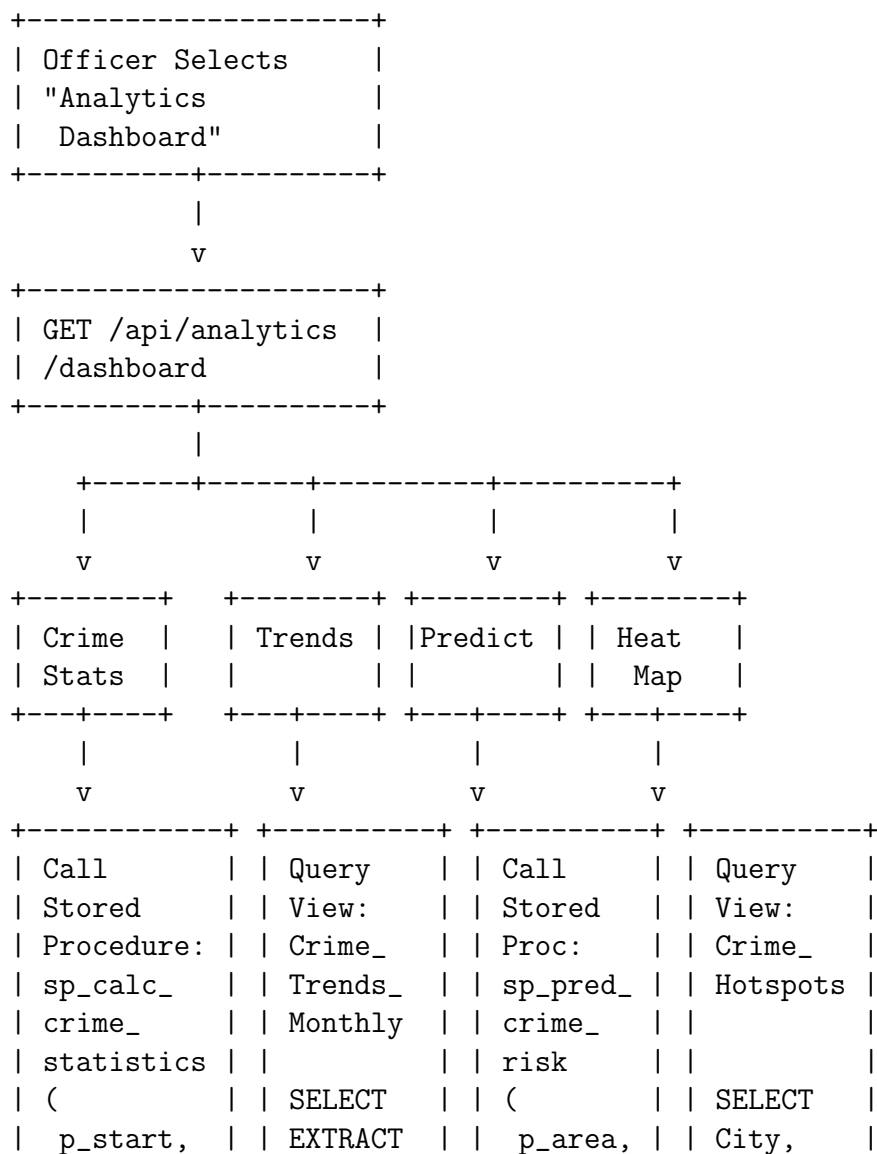 Officer Selects
"Analytics
Dashboard"
GET /api/analytics
/dashboard
Crime
Stats
Trends
Predict
Heat
Map
Call
Stored
Procedure:
sp_calc_
crime_
statistics
(
p_start,
Query
View:
Crime_
Trends_
Monthly
SELECT
EXTRACT
Call
Stored
Proc:
sp_pred_
crime_
risk
(
p_area,
Query
View:
Crime_
Hotspots
SELECT
City,